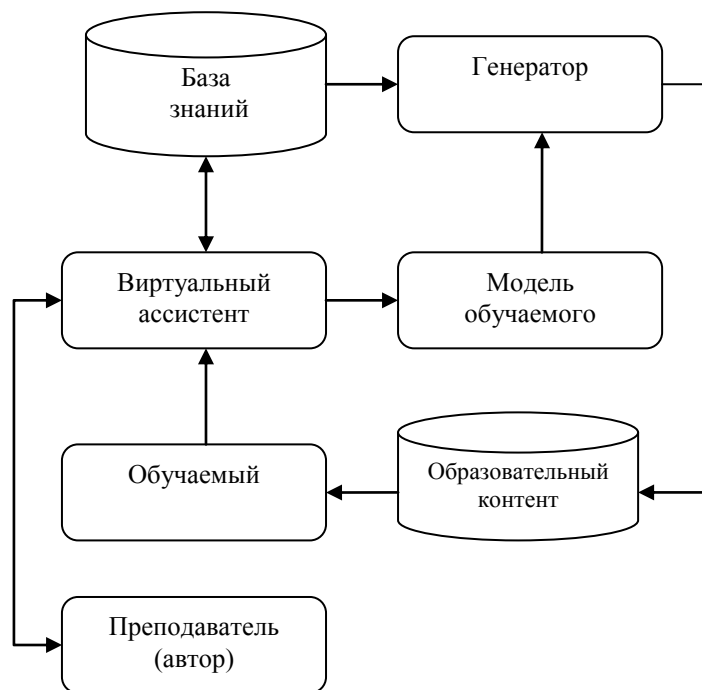 База
знаний
Генератор
Виртуальный
ассистент
Модель
обучаемого
Обучаемый
Образовательный
контент
Преподаватель
(автор)